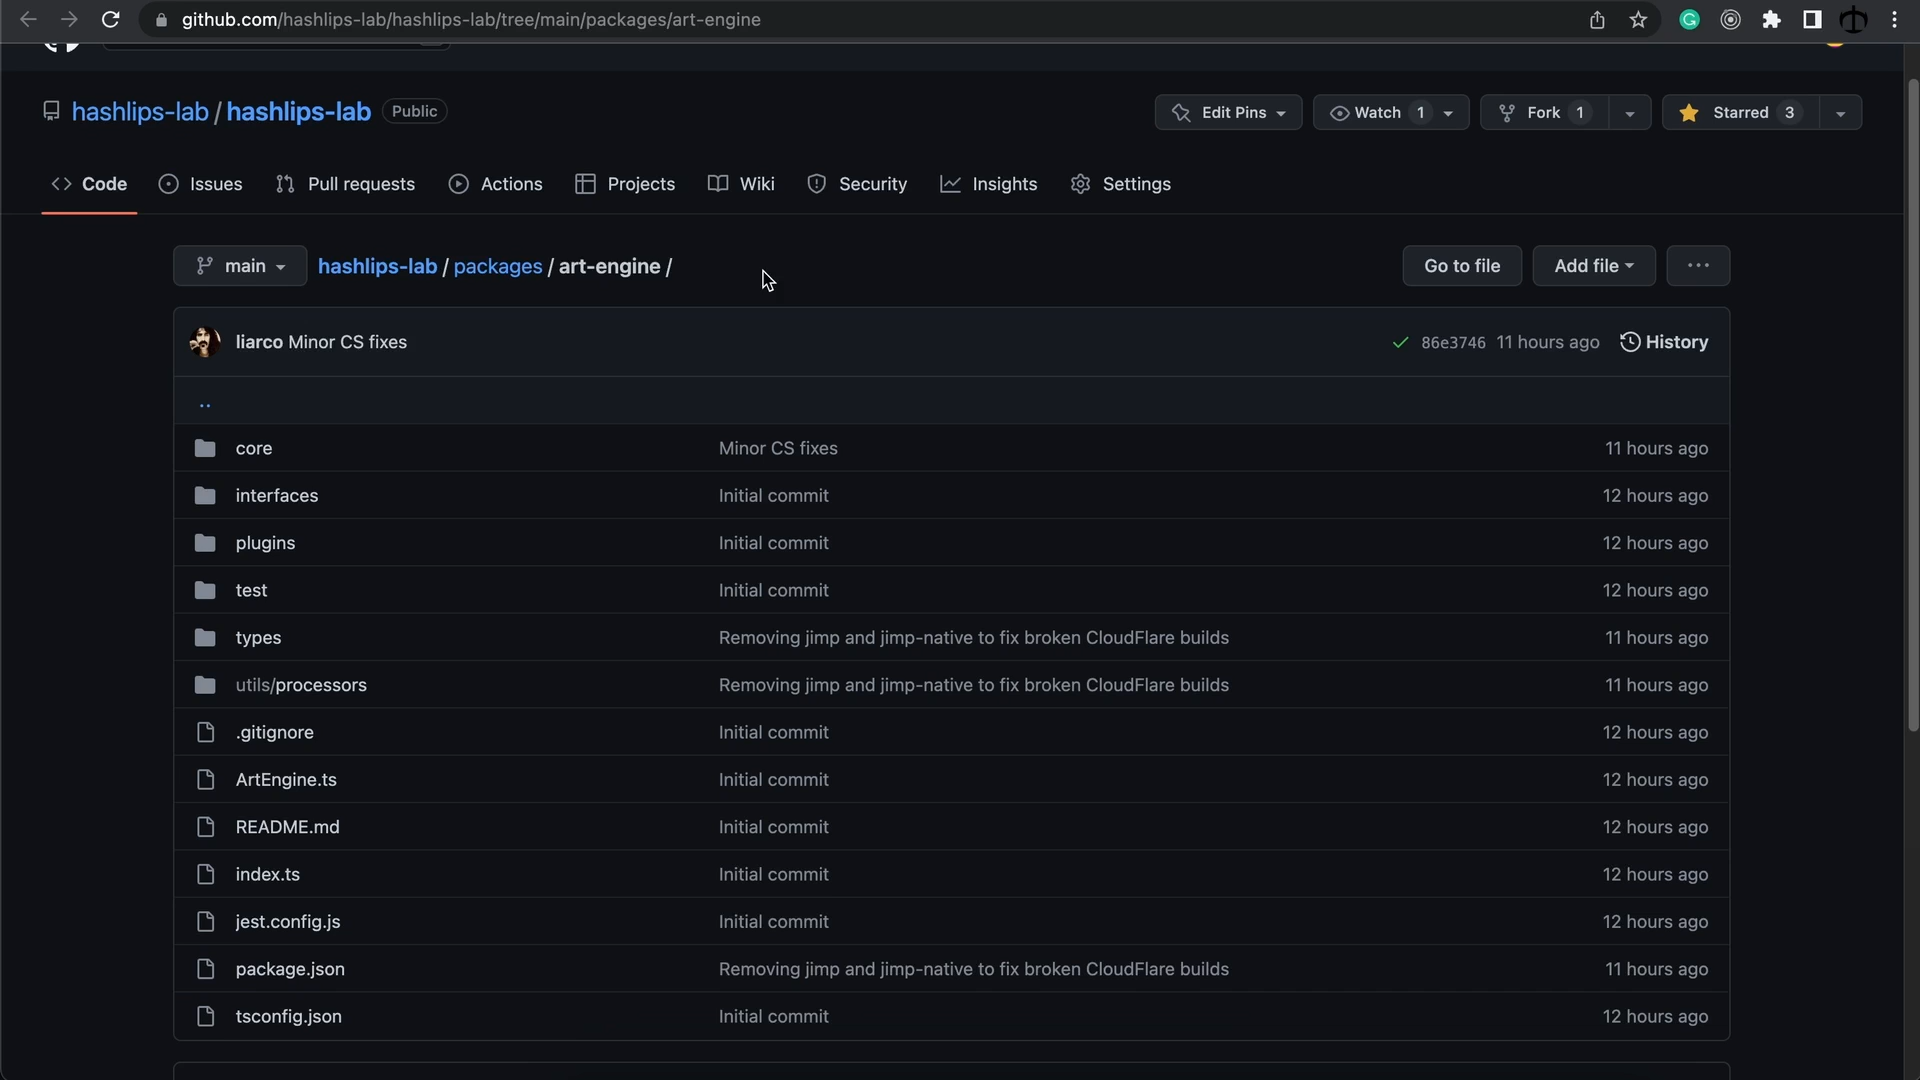 github.com/hashlips-lab/hashlips-lab/tree/main/packages/art-engine
hashlips-lab / hashlips-lab Public
Edit Pins Watch 1 Fork 1 Starred 3
Code Issues Pull requests Actions Projects Wiki Security Insights Settings
main hashlips-lab / packages / art-engine / Go to file Add file ...
liarco Minor CS fixes 86e3746 11 hours ago History
..
core Minor CS fixes 11 hours ago
interfaces Initial commit 12 hours ago
plugins Initial commit 12 hours ago
test Initial commit 12 hours ago
types Removing jimp and jimp-native to fix broken CloudFlare builds 11 hours ago
utils/processors Removing jimp and jimp-native to fix broken CloudFlare builds 11 hours ago
.gitignore Initial commit 12 hours ago
ArtEngine.ts Initial commit 12 hours ago
README.md Initial commit 12 hours ago
index.ts Initial commit 12 hours ago
jest.config.js Initial commit 12 hours ago
package.json Removing jimp and jimp-native to fix broken CloudFlare builds 11 hours ago
tsconfig.json Initial commit 12 hours ago